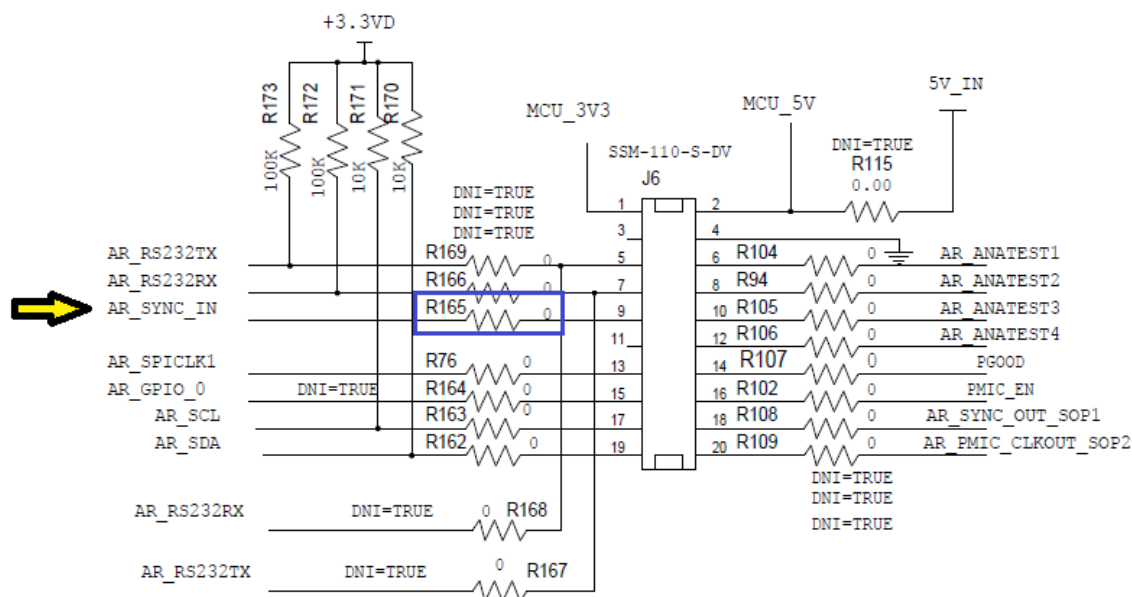 +3.3VD
R173
R172
R171
R170
100K
100K
10K
10K
MCU_3V3
MCU_5V
5V_IN
SSM-110-S-DV
J6
DNI=TRUE
R115
0.00
DNI=TRUE
DNI=TRUE
DNI=TRUE
1
2
3
4
AR_RS232TX R169 0 5
6 R104 0 AR_ANATEST1
AR_RS232RX R166 0 7
8 R94 0 AR_ANATEST2
AR_SYNC_IN R165 0 9
10 R105 0 AR_ANATEST3
11
12 R106 0 AR_ANATEST4
AR_SPICLK1 R76 0 13
14 R107 0 PGOOD
AR_GPIO_0 DNI=TRUE R164 0 15
16 R102 0 PMIC_EN
AR_SCL R163 0 17
18 R108 0 AR_SYNC_OUT_SOP1
AR_SDA R162 0 19
20 R109 0 AR_PMIC_CLKOUT_SOP2
DNI=TRUE
DNI=TRUE
DNI=TRUE
AR_RS232RX DNI=TRUE 0 R168
AR_RS232TX DNI=TRUE 0 R167